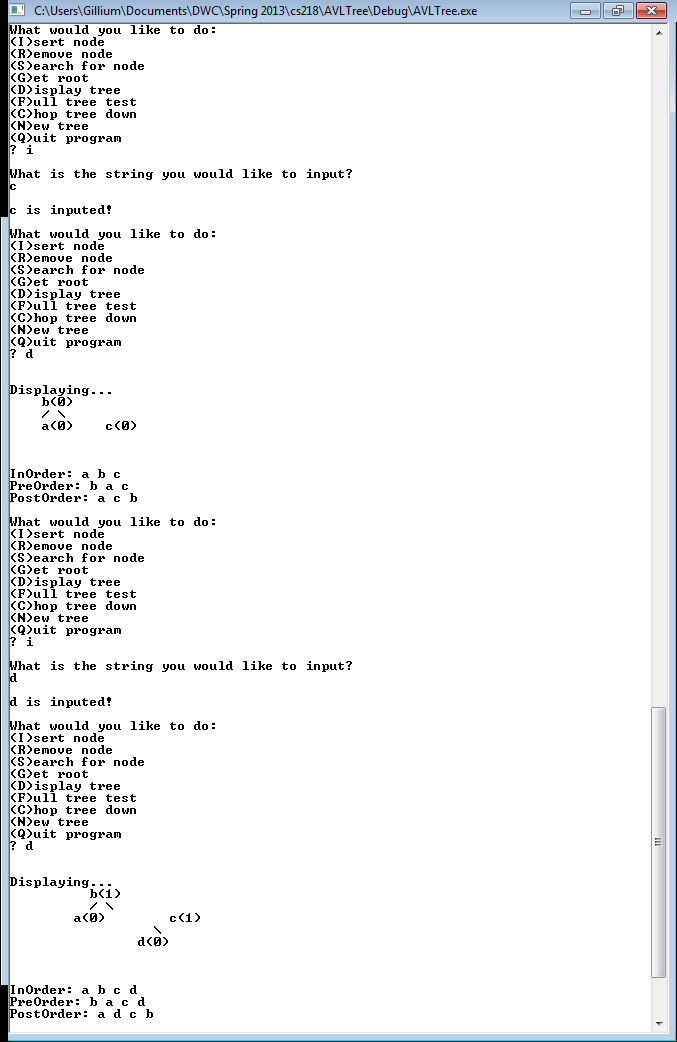 C:\Users\Gillium\Documents\DWC\Spring 2013\cs218\AVLTree\Debug\AVLTree.exe
What would you like to do:
(I)sert node
(R)emove node
(S)earch for node
(G)et root
(D)isplay tree
(F)ull tree test
(C)hop tree down
(N)ew tree
(Q)uit program
? i
What is the string you would like to input?
c
c is inputed!
What would you like to do:
(I)sert node
(R)emove node
(S)earch for node
(G)et root
(D)isplay tree
(F)ull tree test
(C)hop tree down
(N)ew tree
(Q)uit program
? d
Displaying...
b(0)
/ \
a(0)    c(0)
InOrder: a b c
PreOrder: b a c
PostOrder: a c b
What would you like to do:
(I)sert node
(R)emove node
(S)earch for node
(G)et root
(D)isplay tree
(F)ull tree test
(C)hop tree down
(N)ew tree
(Q)uit program
? i
What is the string you would like to input?
d
d is inputed!
What would you like to do:
(I)sert node
(R)emove node
(S)earch for node
(G)et root
(D)isplay tree
(F)ull tree test
(C)hop tree down
(N)ew tree
(Q)uit program
? d
Displaying...
b(1)
/ \
a(0)        c(1)
\
d(0)
InOrder: a b c d
PreOrder: b a c d
PostOrder: a d c b